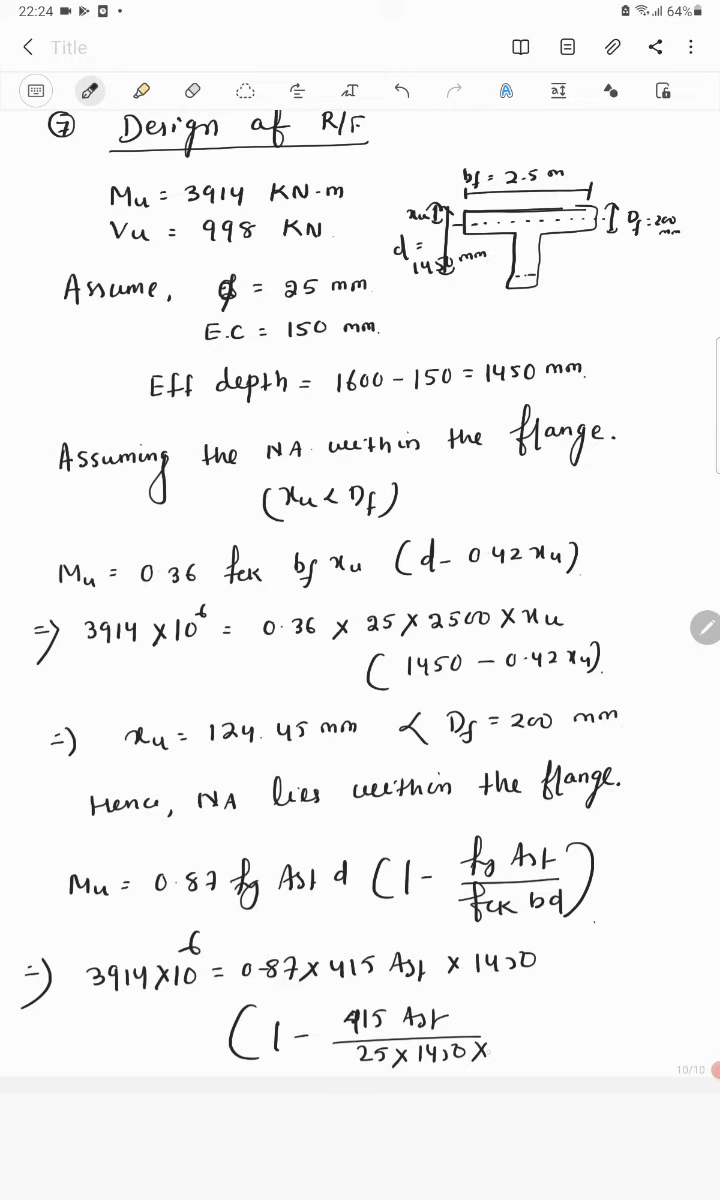 22:24
64%
Title
⑦ Design of R/F
Mu = 3914 KN-m
Vu = 998 KN
bf = 2.5 m
xu
Df = 200 mm
d = 1450 mm
Assume, ϕ = 25 mm
E.C = 150 mm.
Eff depth = 1600 - 150 = 1450 mm.
Assuming the NA within the flange.
(xu < Df)
Mu = 0.36 fck bf xu (d - 0.42 xu)
=> 3914 × 10⁶ = 0.36 × 25 × 2500 × xu
(1450 - 0.42 xu)
=) xu = 124.45 mm < Df = 200 mm
Hence, NA lies within the flange.
Mu = 0.87 fy Ast d (1 - fy Ast / fck bd)
=) 3914 × 10⁶ = 0.87 × 415 Ast × 1450
(1 - 415 Ast / 25 × 1450 ×
10/10